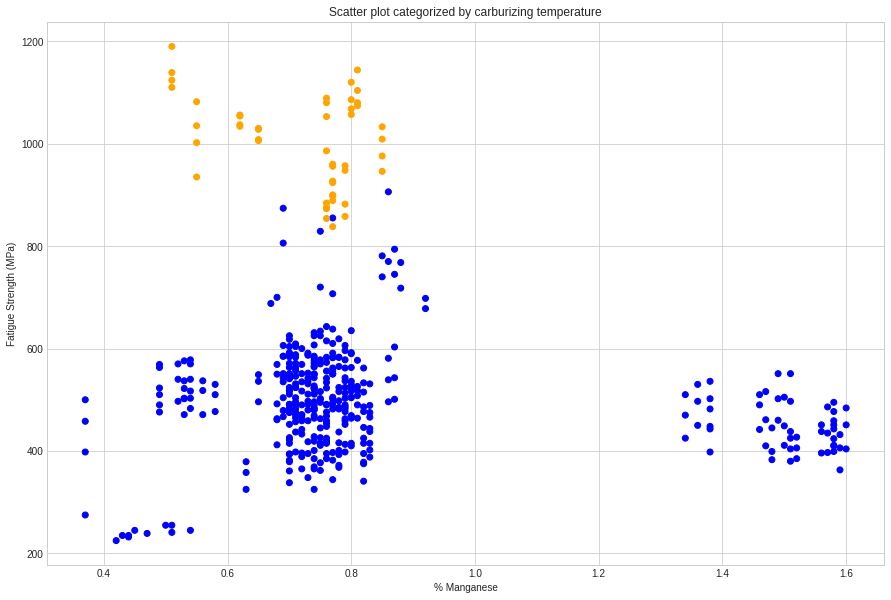 Scatter plot categorized by carburizing temperature
1200
1000
800
600
400
200
Fatigue Strength (MPa)
0.4 0.6 0.8 1.0 1.2 1.4 1.6
% Manganese